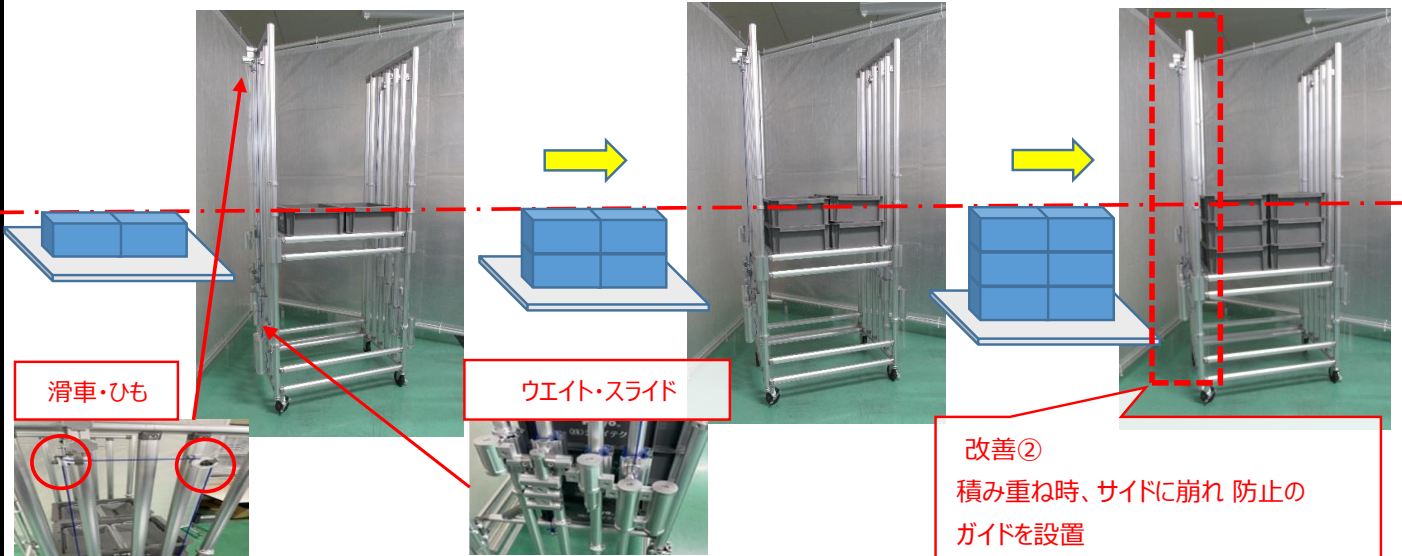 滑車・ひも
ウエイト・スライド
改善②
積み重ね時、サイドに崩れ 防止の
ガイドを設置